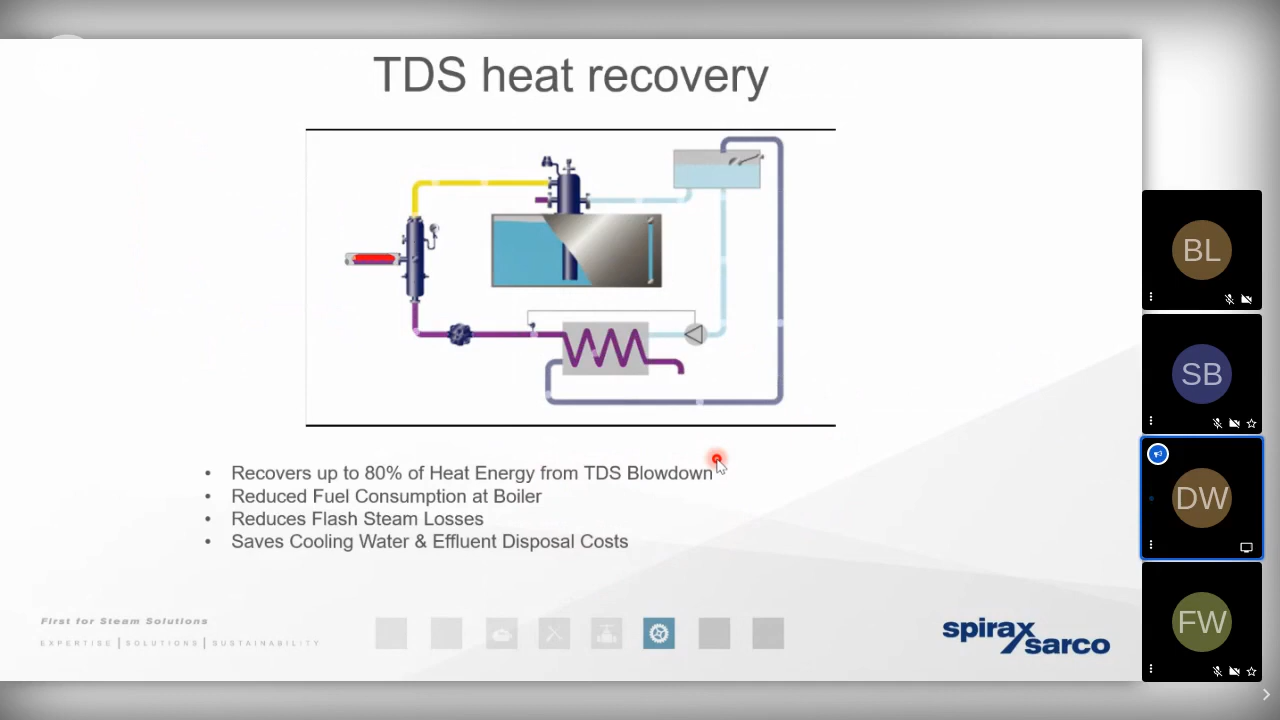 TDS heat recovery
Recovers up to 80% of Heat Energy from TDS Blowdown
Reduced Fuel Consumption at Boiler
Reduces Flash Steam Losses
Saves Cooling Water & Effluent Disposal Costs
First for Steam Solutions
EXPERTISE | SOLUTIONS | SUSTAINABILITY
spirax
sarco
BL
SB
DW
FW